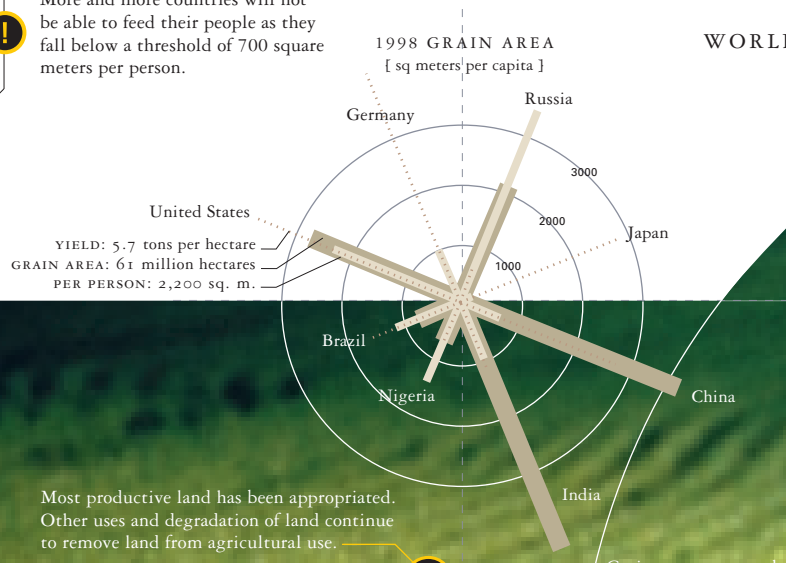 More and more countries will not
be able to feed their people as they
fall below a threshold of 700 square
meters per person.
!
1998 GRAIN AREA
[ sq meters per capita ]
WORL
Russia
Germany
3000
2000
1000
Japan
United States
YIELD: 5.7 tons per hectare
GRAIN AREA: 61 million hectares
PER PERSON: 2,200 sq. m.
Brazil
Nigeria
China
India
Most productive land has been appropriated.
Other uses and degradation of land continue
to remove land from agricultural use.